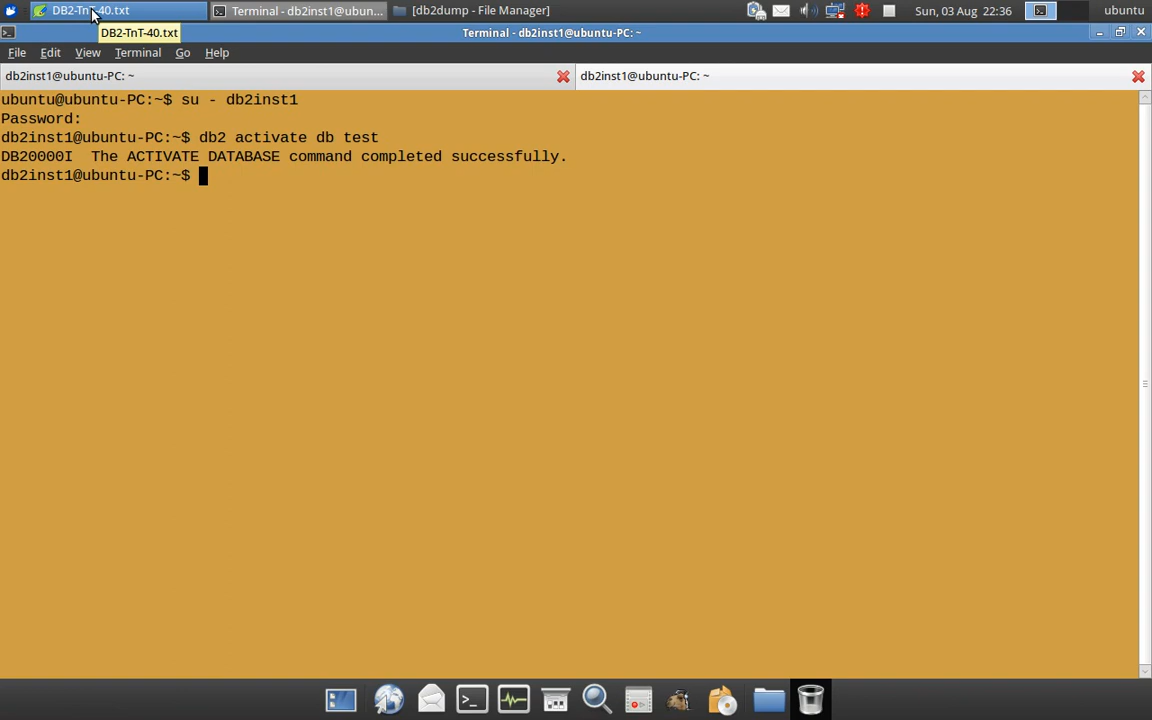 DB2-TnT-40.txt
Terminal - db2inst1@ubun...
[db2dump - File Manager]
Sun, 03 Aug 22:36
ubuntu
DB2-TnT-40.txt
Terminal - db2inst1@ubuntu-PC: ~
File Edit View Terminal Go Help
db2inst1@ubuntu-PC: ~
db2inst1@ubuntu-PC: ~
ubuntu@ubuntu-PC:~$ su - db2inst1
Password:
db2inst1@ubuntu-PC:~$ db2 activate db test
DB20000I  The ACTIVATE DATABASE command completed successfully.
db2inst1@ubuntu-PC:~$